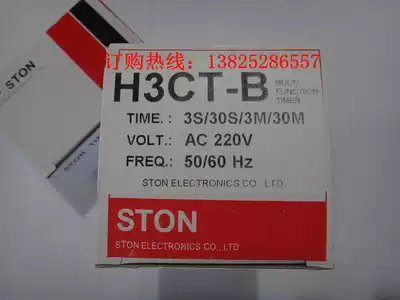 订购热线：13825286557
STON
H3CT-B MULTI FUNCTION TIMER
TIME. : 3S/30S/3M/30M
VOLT. : AC 220V
FREQ. : 50/60 Hz
STON ELECTRONICS CO., LTD
STON
STON ELECTRONICS CO., LTD
STON